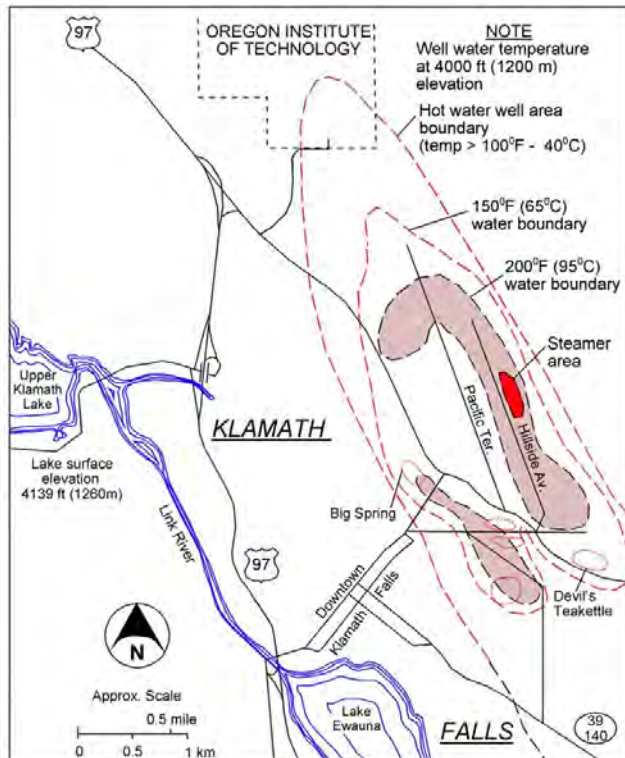 97
OREGON INSTITUTE
OF TECHNOLOGY
NOTE
Well water temperature
at 4000 ft (1200 m)
elevation
Hot water well area
boundary
(temp > 100⁰F - 40⁰C)
150⁰F (65⁰C)
water boundary
200⁰F (95⁰C)
water boundary
Steamer
area
Upper
Klamath
Lake
KLAMATH
Pacific Ter.
Hillside Av.
Lake surface
elevation
4139 ft (1260m)
Big Spring
Link River
97
Downtown
Klamath Falls
Devil's
Teakettle
N
Approx. Scale
0.5 mile
0 0.5 1 km
Lake
Ewauna
FALLS
39
140